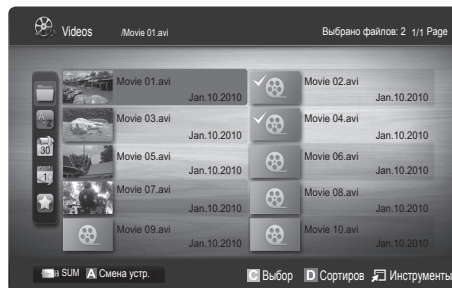 Videos /Movie 01.avi Выбрано файлов: 2 1/1 Page
Movie 01.avi
Jan.10.2010
Movie 02.avi
Jan.10.2010
Movie 03.avi
Jan.10.2010
Movie 04.avi
Jan.10.2010
Movie 05.avi
Jan.10.2010
Movie 06.avi
Jan.10.2010
Movie 07.avi
Jan.10.2010
Movie 08.avi
Jan.10.2010
Movie 09.avi
Jan.10.2010
Movie 10.avi
Jan.10.2010
30
SUM A Смена устр. C Выбор D Сортиров Инструменты